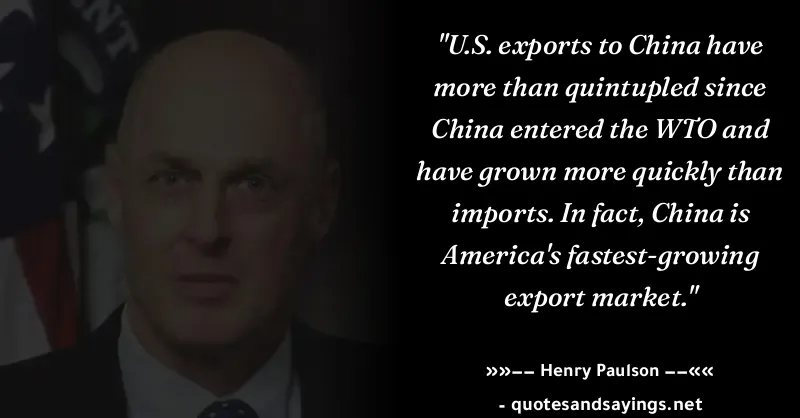 NT
"U.S. exports to China have
more than quintupled since
China entered the WTO and
have grown more quickly than
imports. In fact, China is
America's fastest-growing
export market."
»»–– Henry Paulson ––««
- quotesandsayings.net